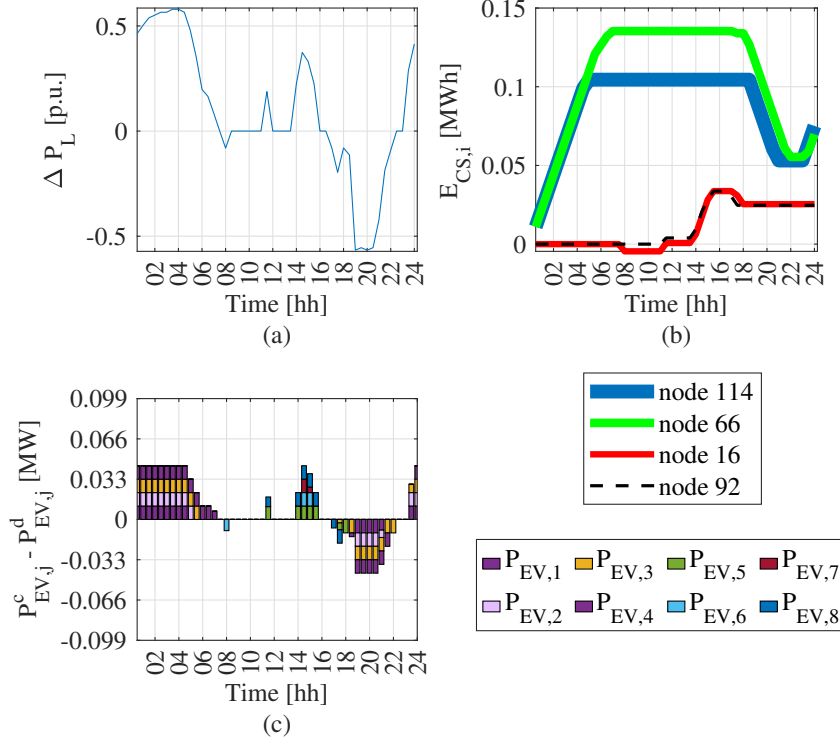 0.5
0
-0.5
Δ P_L [p.u.]
02 04 06 08 10 12 14 16 18 20 22 24
Time [hh]
(a)
0.15
0.1
0.05
0
E_CS,i [MWh]
02 04 06 08 10 12 14 16 18 20 22 24
Time [hh]
(b)
0.099
0.066
0.033
0
-0.033
-0.066
-0.099
P^c_EV,j - P^d_EV,j [MW]
02 04 06 08 10 12 14 16 18 20 22 24
Time [hh]
(c)
node 114
node 66
node 16
node 92
P_EV,1 P_EV,3 P_EV,5 P_EV,7
P_EV,2 P_EV,4 P_EV,6 P_EV,8